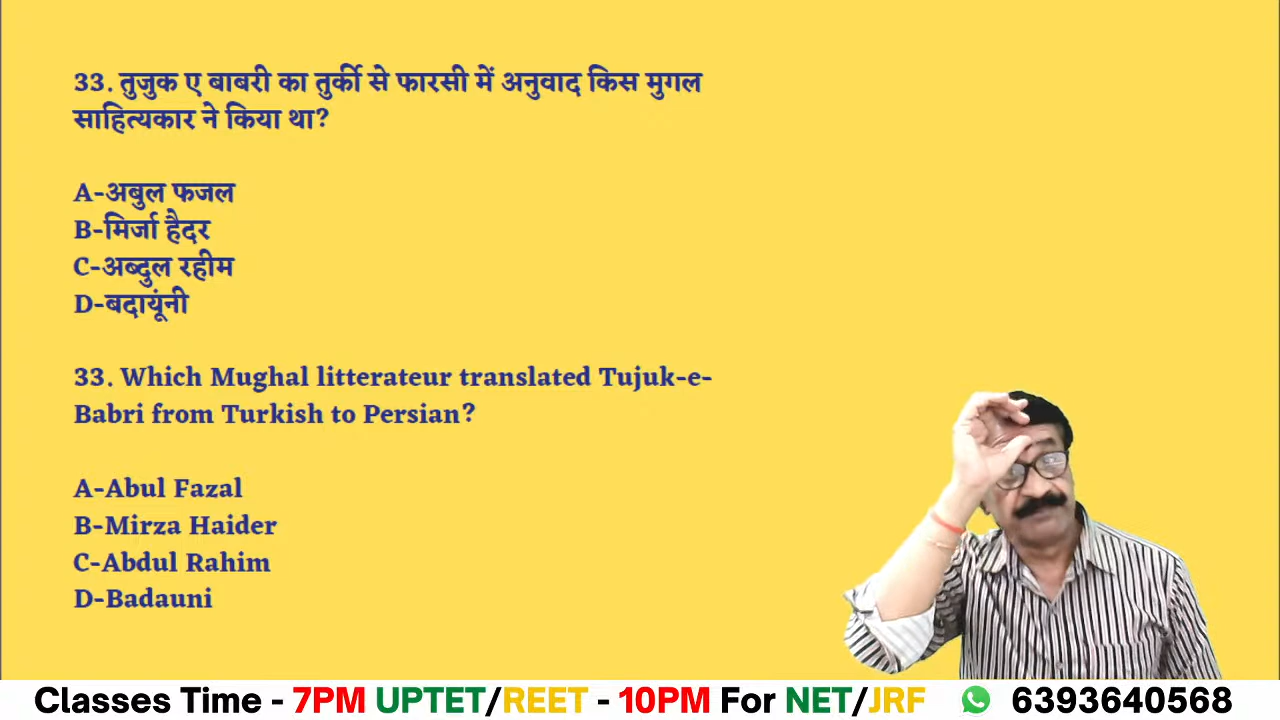 33. तुजुक ए बाबरी का तुर्की से फारसी में अनुवाद किस मुगल
साहित्यकार ने किया था?
A-अबुल फजल
B-मिर्जा हैदर
C-अब्दुल रहीम
D-बदायूंनी
33. Which Mughal litterateur translated Tujuk-e-
Babri from Turkish to Persian?
A-Abul Fazal
B-Mirza Haider
C-Abdul Rahim
D-Badauni
Classes Time - 7PM UPTET/REET - 10PM For NET/JRF 6393640568